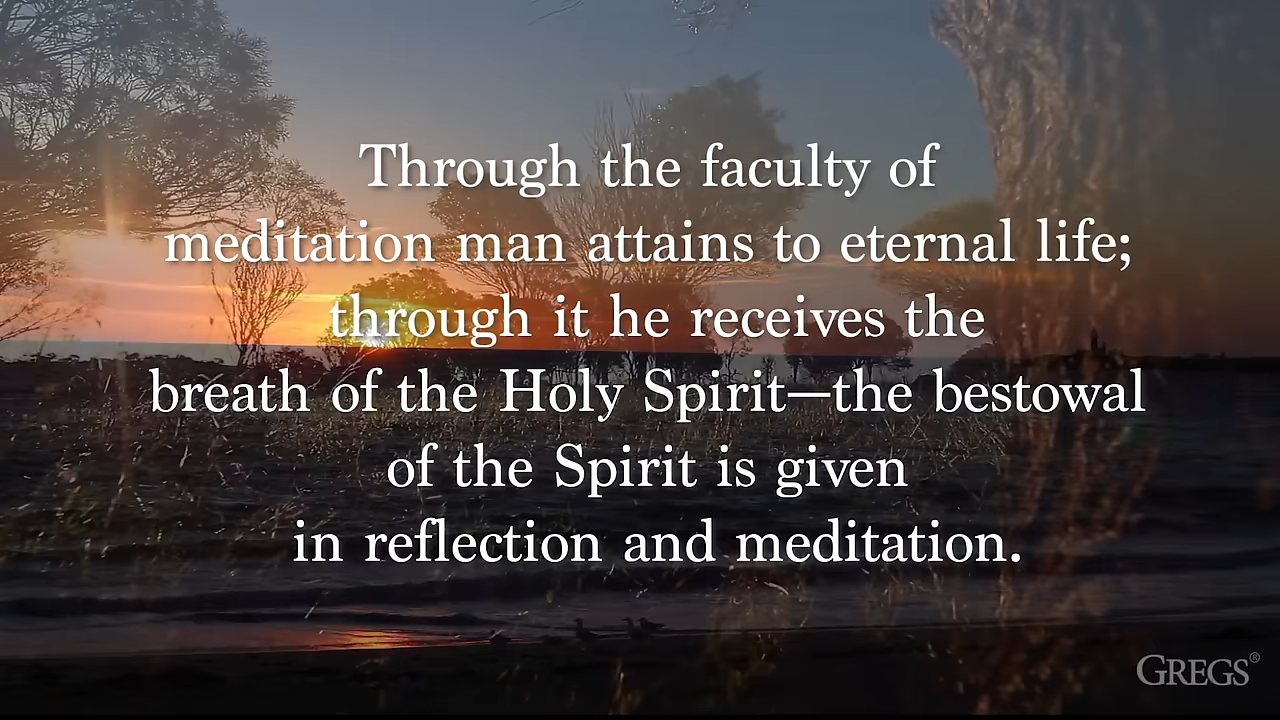 Through the faculty of
meditation man attains to eternal life;
through it he receives the
breath of the Holy Spirit—the bestowal
of the Spirit is given
in reflection and meditation.
GREGS®